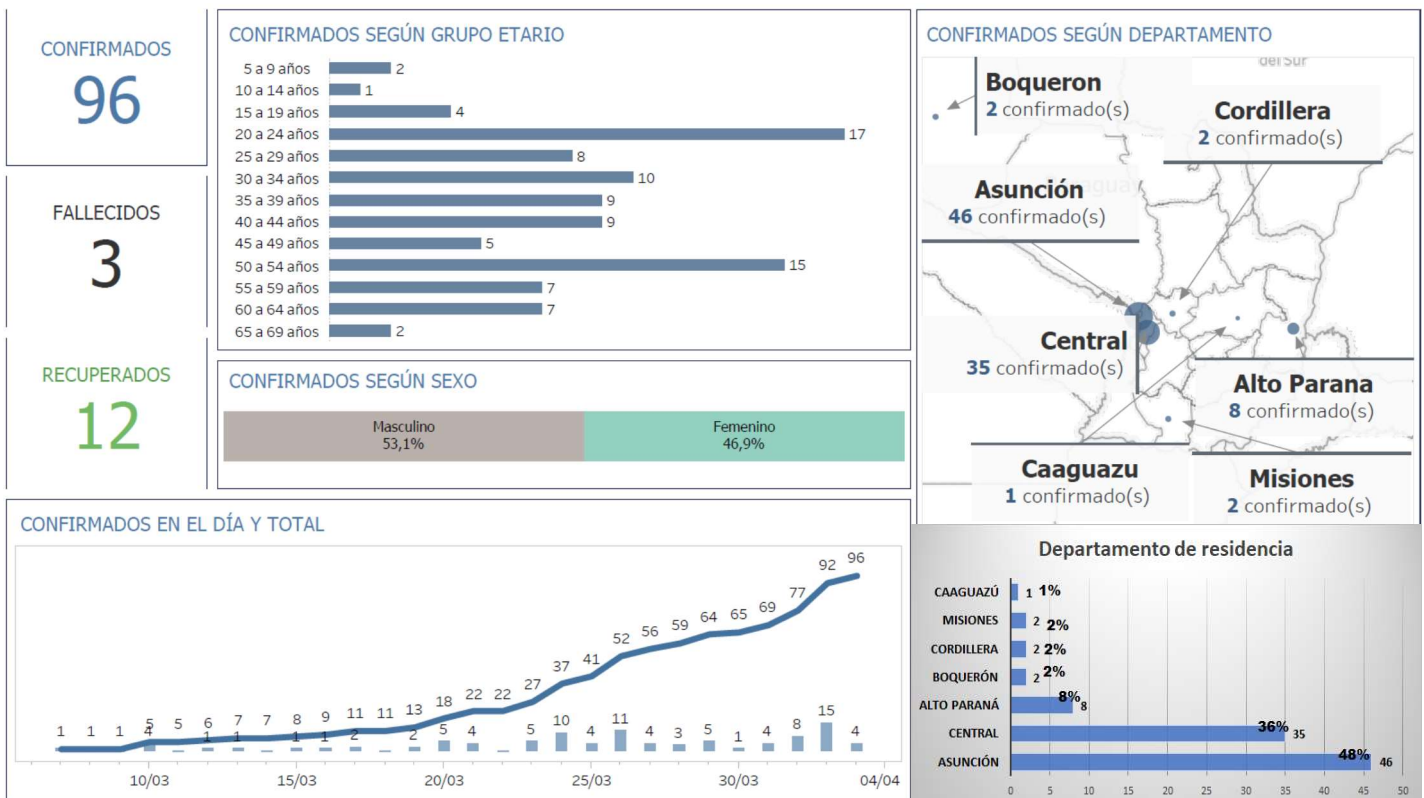 CONFIRMADOS
96
FALLECIDOS
3
RECUPERADOS
12
CONFIRMADOS SEGÚN GRUPO ETARIO
5 a 9 años 2
10 a 14 años 1
15 a 19 años 4
20 a 24 años 17
25 a 29 años 8
30 a 34 años 10
35 a 39 años 9
40 a 44 años 9
45 a 49 años 5
50 a 54 años 15
55 a 59 años 7
60 a 64 años 7
65 a 69 años 2
CONFIRMADOS SEGÚN SEXO
Masculino
53,1%
Femenino
46,9%
CONFIRMADOS SEGÚN DEPARTAMENTO
del Sur
Boqueron
2 confirmado(s)
Cordillera
2 confirmado(s)
Asunción
46 confirmado(s)
Central
35 confirmado(s)
Alto Parana
8 confirmado(s)
Caaguazu
1 confirmado(s)
Misiones
2 confirmado(s)
CONFIRMADOS EN EL DÍA Y TOTAL
1 1 1 5 5 6 7 7 8 9 11 11 13 18 22 22 27 37 41 52 56 59 64 65 69 77 92 96
4 1 1 1 1 2 2 5 4 5 10 4 11 4 3 5 1 4 8 15 4
10/03 15/03 20/03 25/03 30/03 04/04
Departamento de residencia
CAAGUAZÚ 1 1%
MISIONES 2 2%
CORDILLERA 2 2%
BOQUERÓN 2 2%
ALTO PARANÁ 8% 8
CENTRAL 36% 35
ASUNCIÓN 48% 46
0 5 10 15 20 25 30 35 40 45 50